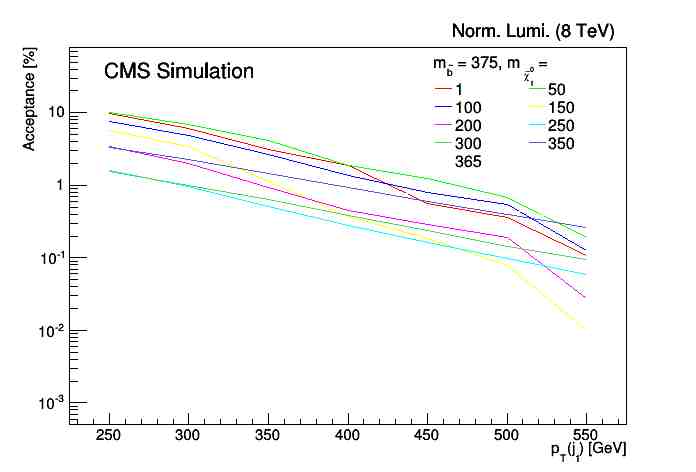 Norm. Lumi. (8 TeV)
CMS Simulation
m_b̃ = 375, m_χ̃⁰₁ =
1 50
100 150
200 250
300 350
365
Acceptance [%]
10
1
10⁻¹
10⁻²
10⁻³
250 300 350 400 450 500 550
p_T(j_1) [GeV]